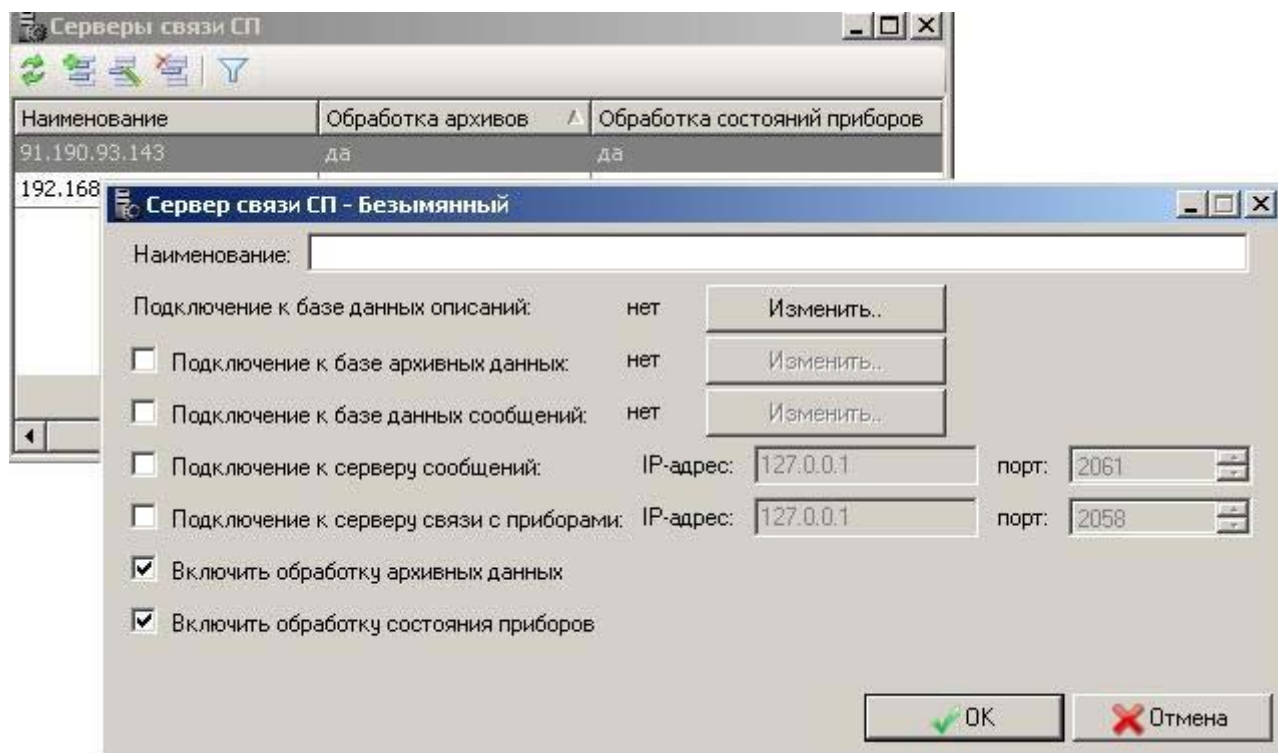 Серверы связи СП
Наименование Обработка архивов Обработка состояний приборов
91.190.93.143 да да
192.168
Сервер связи СП - Безымянный
Наименование:
Подключение к базе данных описаний: нет Изменить..
Подключение к базе архивных данных: нет Изменить..
Подключение к базе данных сообщений: нет Изменить..
Подключение к серверу сообщений: IP-адрес: 127.0.0.1 порт: 2061
Подключение к серверу связи с приборами: IP-адрес: 127.0.0.1 порт: 2058
Включить обработку архивных данных
Включить обработку состояния приборов
OK Отмена